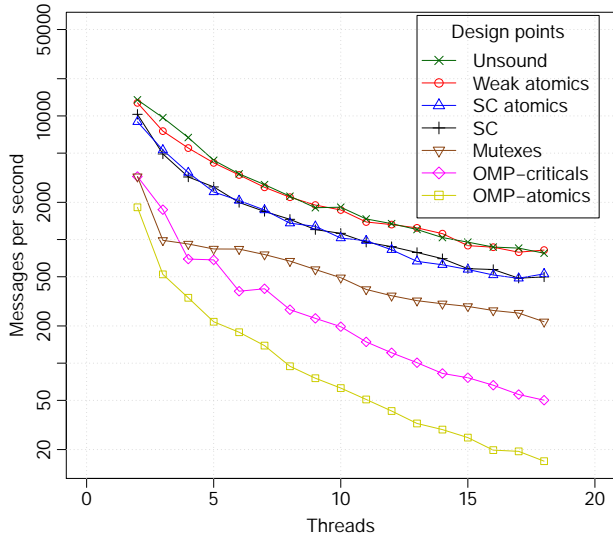 Design points
Unsound
Weak atomics
SC atomics
SC
Mutexes
OMP−criticals
OMP−atomics
Messages per second
50000
10000
2000
500
200
50
20
0
5
10
15
20
Threads